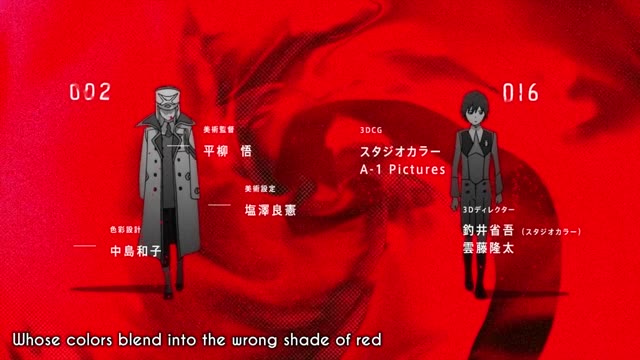 002
016
美術監督
平柳 悟
美術設定
塩澤良憲
色彩設計
中島和子
3DCG
スタジオカラー
A-1 Pictures
3Dディレクター
釣井省吾 (スタジオカラー)
雲藤隆太
Whose colors blend into the wrong shade of red